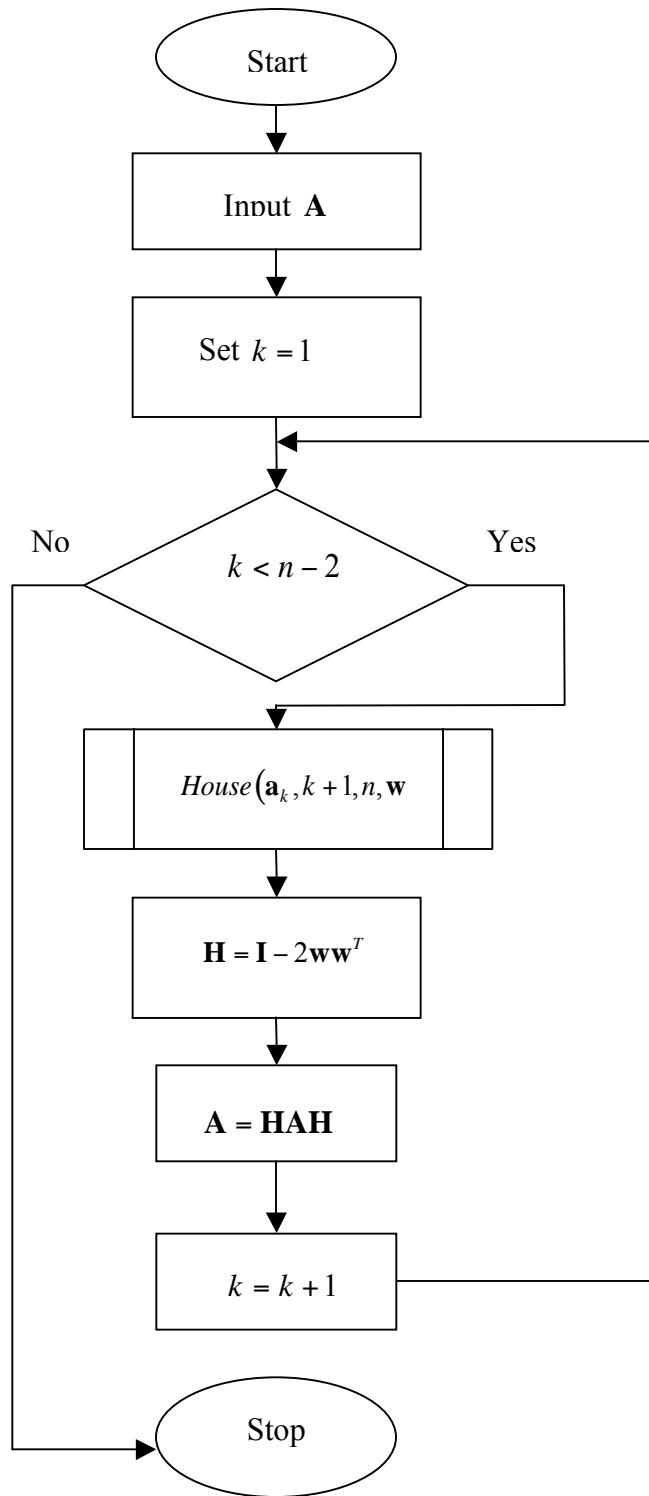 Start
Input A
Set k = 1
No
Yes
k < n − 2
House(a_k, k + 1, n, w
H = I − 2ww^T
A = HAH
k = k + 1
Stop